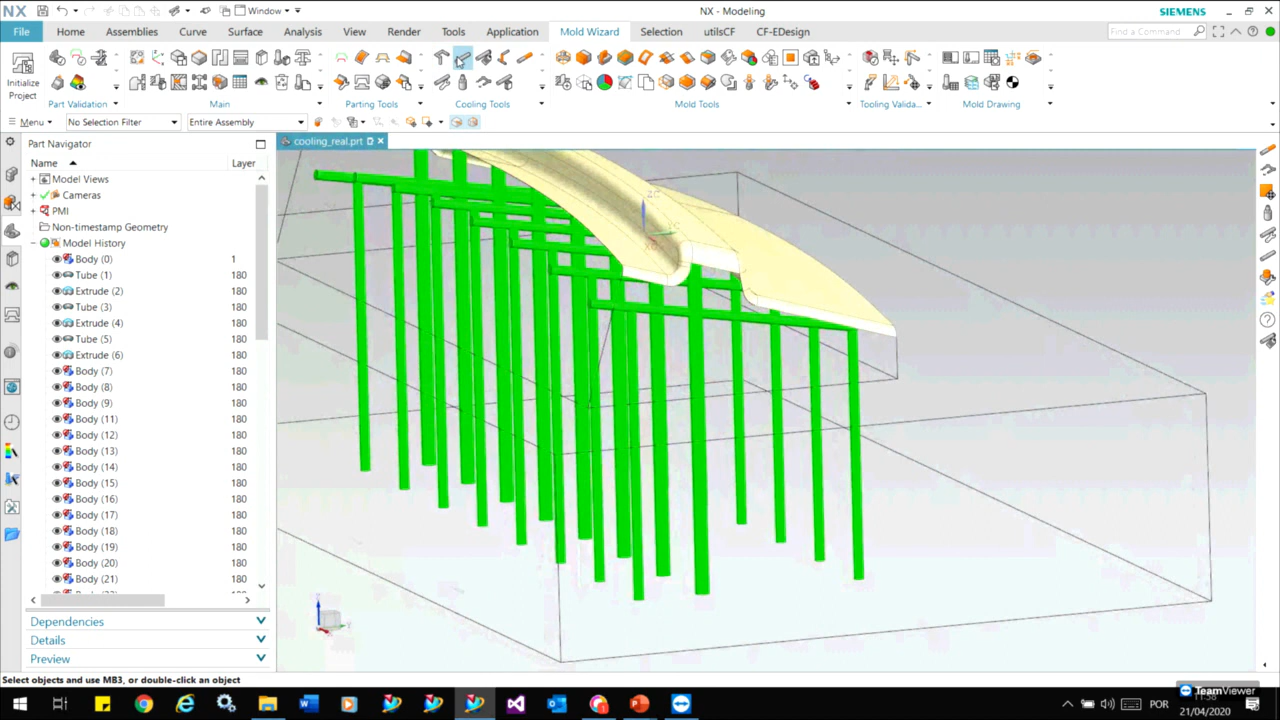 NX
Window
NX - Modeling
SIEMENS
File
Home
Assemblies
Curve
Surface
Analysis
View
Render
Tools
Application
Mold Wizard
Selection
utilsCF
CF-EDesign
Find a Command
Initialize
Project
Part Validation
Main
Parting Tools
Cooling Tools
Mold Tools
Tooling Valida...
Mold Drawing
Menu
No Selection Filter
Entire Assembly
Part Navigator
cooling_real.prt
Name
Layer
Model Views
Cameras
PMI
Non-timestamp Geometry
Model History
Body (0) 1
Tube (1) 180
Extrude (2) 180
Tube (3) 180
Extrude (4) 180
Tube (5) 180
Extrude (6) 180
Body (7) 180
Body (8) 180
Body (9) 180
Body (11) 180
Body (12) 180
Body (13) 180
Body (14) 180
Body (15) 180
Body (16) 180
Body (17) 180
Body (18) 180
Body (19) 180
Body (20) 180
Body (21) 180
Dependencies
Details
Preview
Select objects and use MB3, or double-click an object
TeamViewer
POR
11:58
21/04/2020